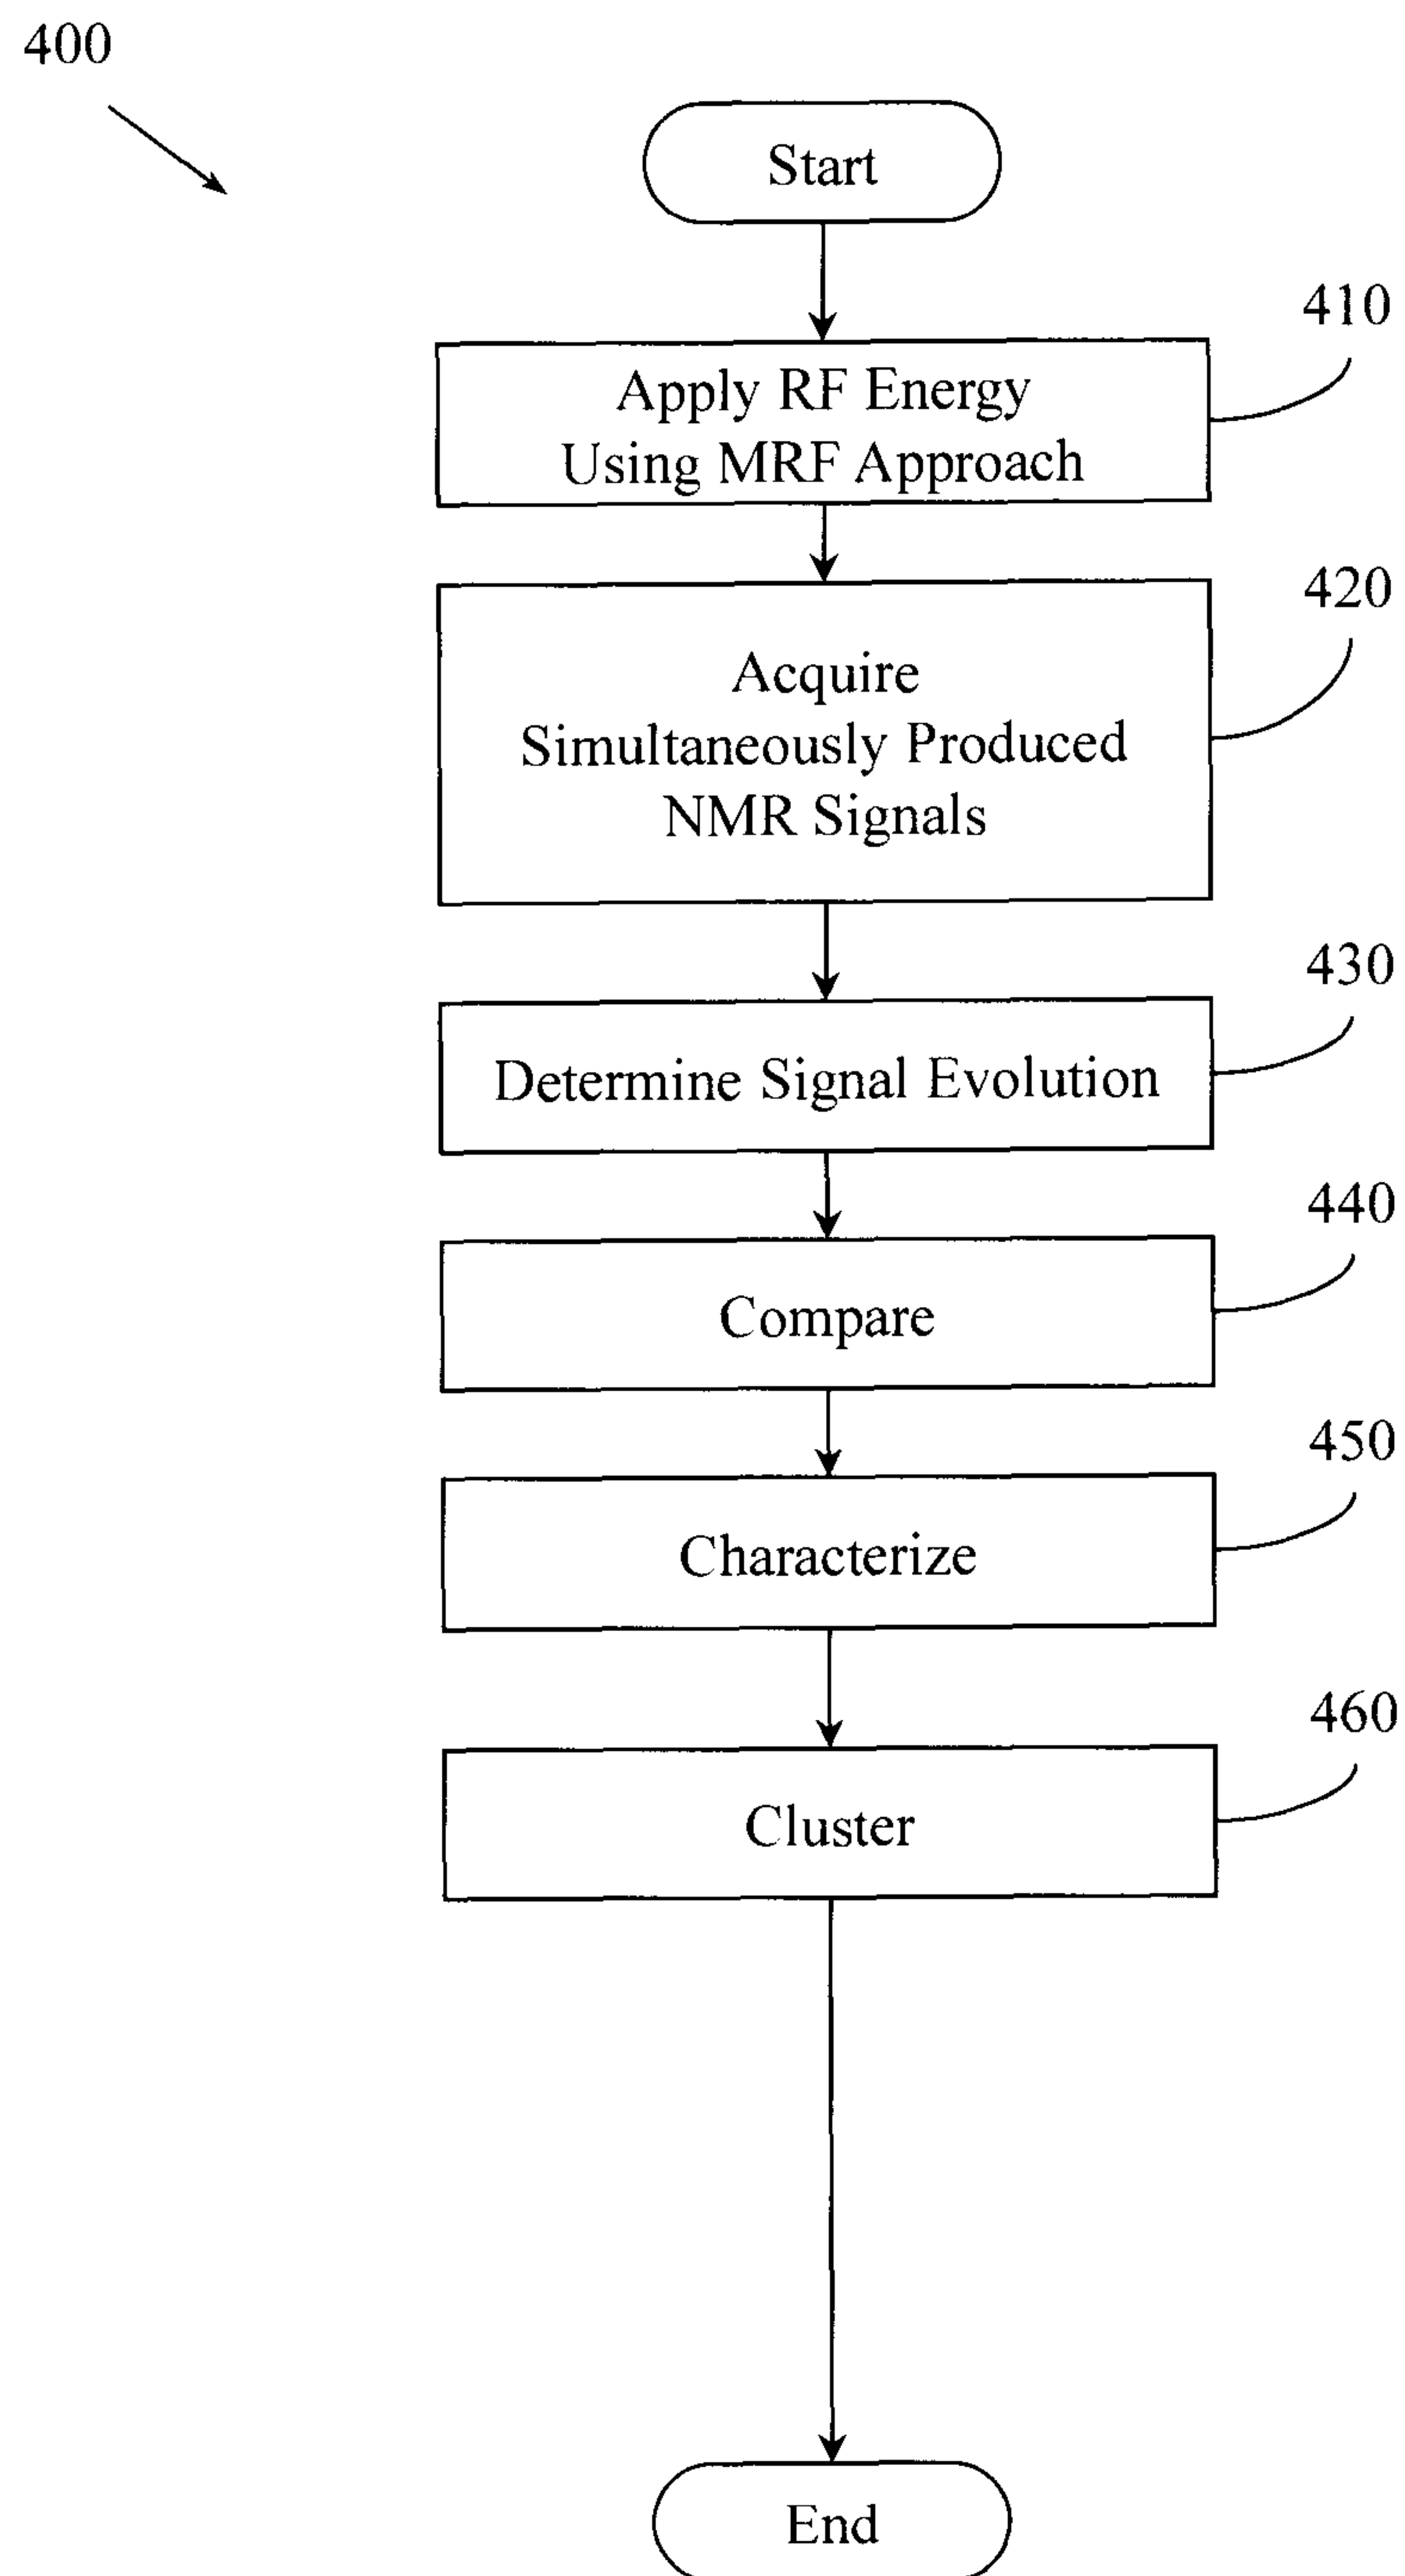 400
Start
410
Apply RF Energy
Using MRF Approach
420
Acquire
Simultaneously Produced
NMR Signals
430
Determine Signal Evolution
440
Compare
450
Characterize
460
Cluster
End